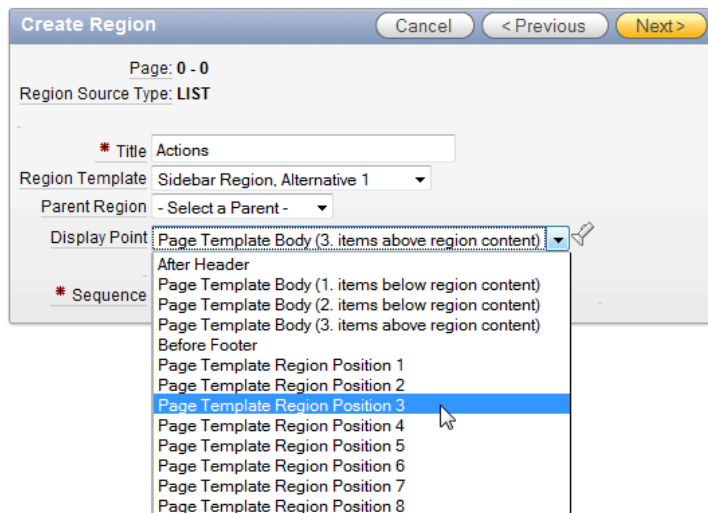 Create Region
Cancel
< Previous
Next >
Page: 0 - 0
Region Source Type: LIST
* Title Actions
Region Template Sidebar Region, Alternative 1
Parent Region - Select a Parent -
Display Point Page Template Body (3. items above region content)
After Header
Page Template Body (1. items below region content)
* Sequence
Page Template Body (2. items below region content)
Page Template Body (3. items above region content)
Before Footer
Page Template Region Position 1
Page Template Region Position 2
Page Template Region Position 3
Page Template Region Position 4
Page Template Region Position 5
Page Template Region Position 6
Page Template Region Position 7
Page Template Region Position 8